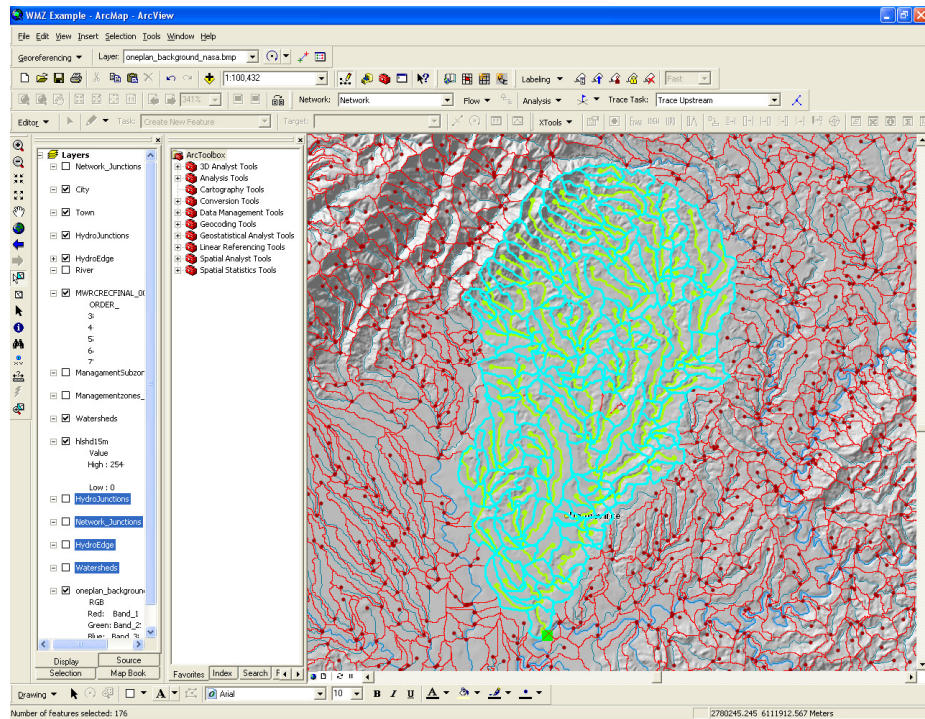 WMZ Example - ArcMap - ArcView
File Edit View Insert Selection Tools Window Help
Georeferencing Layer: oneplan_background_nasa.bmp
1:100,432 Labeling Fast
341% Network: Network Flow Analysis Trace Task: Trace Upstream
Editor Task: Create New Feature Target: XTools
Layers
Network_Junctions
City
Town
HydroJunctions
HydroEdge
River
MWRCRECFINAL_00
ORDER_
3
4
5
6
7
ManagamentSubzor
Managementzones_
Watersheds
hlshd15m
Value
High : 254
Low : 0
HydroJunctions
Network_Junctions
HydroEdge
Watersheds
oneplan_background
RGB
Red: Band_1
Green: Band_2
Blue: Band_3
Display Source
Selection Map Book
ArcToolbox
3D Analyst Tools
Analysis Tools
Cartography Tools
Conversion Tools
Data Management Tools
Geocoding Tools
Geostatistical Analyst Tools
Linear Referencing Tools
Spatial Analyst Tools
Spatial Statistics Tools
Favorites Index Search F
Drawing A Arial 10 B I U A
Number of features selected: 176
2780245.245 6111912.567 Meters